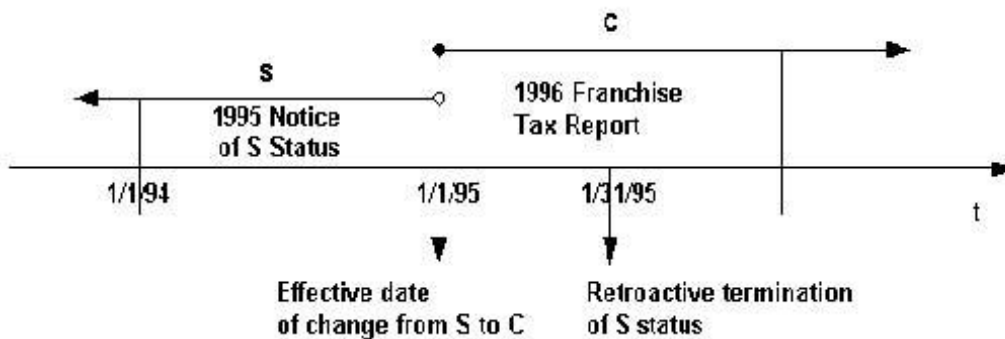 C
S
1995 Notice
of S Status
1996 Franchise
Tax Report
1/1/94
1/1/95
1/31/95
t
Effective date
of change from S to C
Retroactive termination
of S status